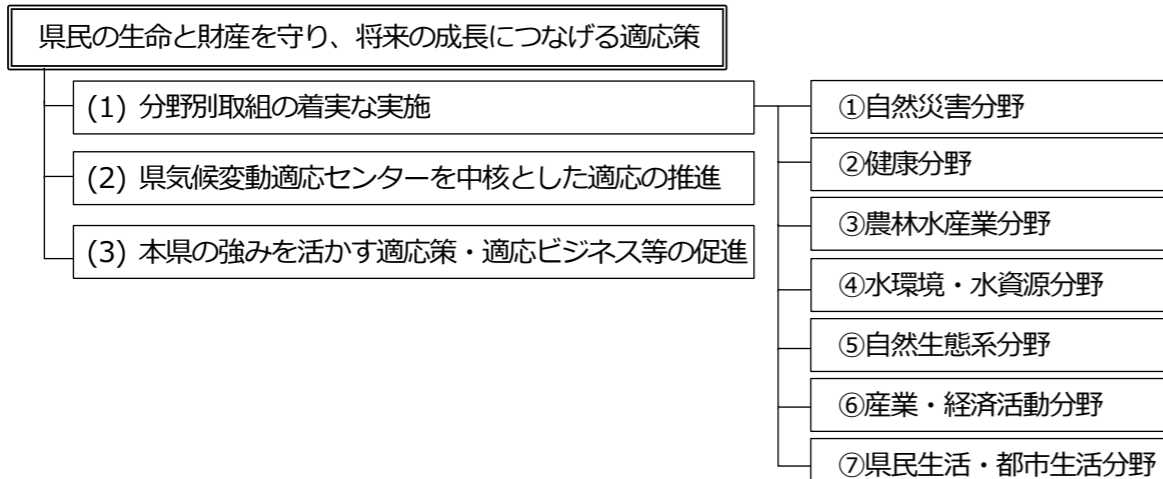 県民の生命と財産を守り、将来の成長につなげる適応策
(1) 分野別取組の着実な実施
(2) 県気候変動適応センターを中核とした適応の推進
(3) 本県の強みを活かす適応策・適応ビジネス等の促進
①自然災害分野
②健康分野
③農林水産業分野
④水環境・水資源分野
⑤自然生態系分野
⑥産業・経済活動分野
⑦県民生活・都市生活分野